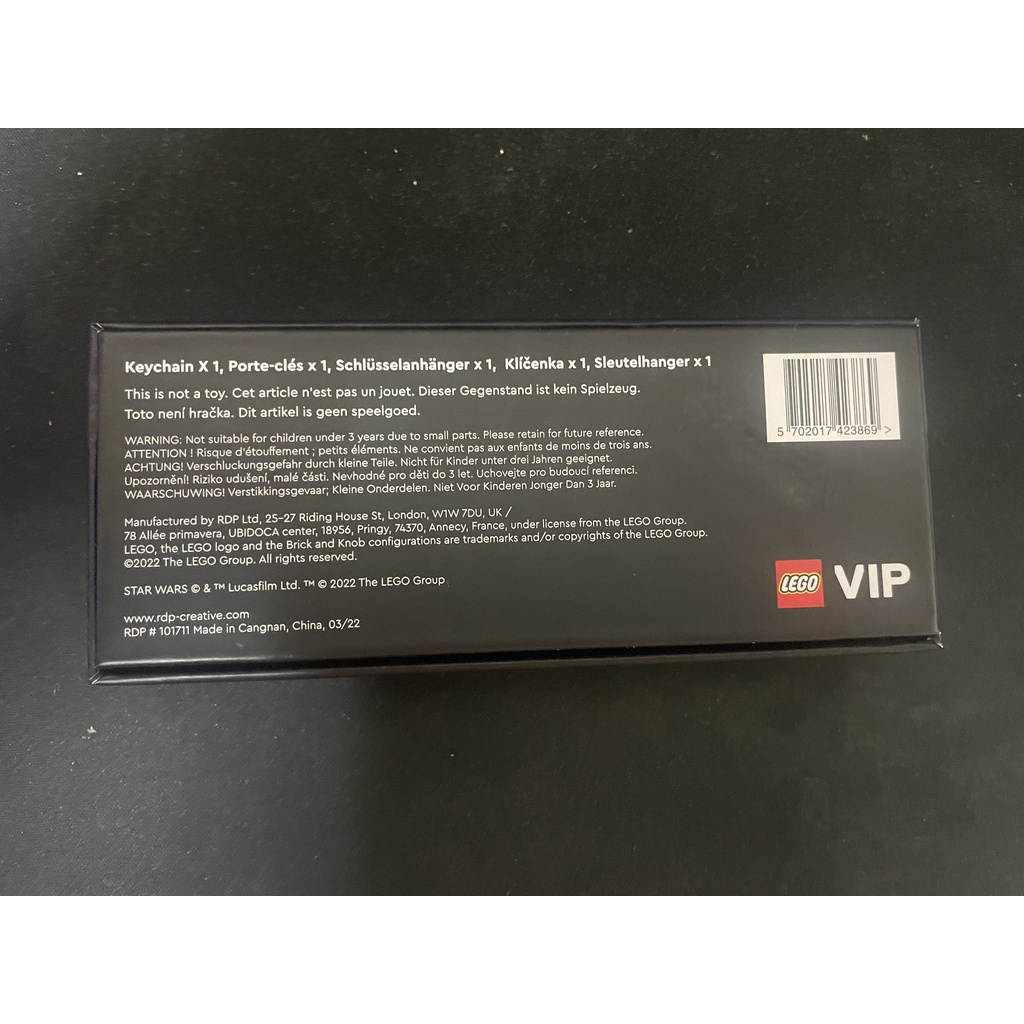 Keychain X 1, Porte-clés x 1, Schlüsselanhänger x 1, Klíčenka x 1, Sleutelhanger x 1
This is not a toy. Cet article n'est pas un jouet. Dieser Gegenstand ist kein Spielzeug.
Toto není hračka. Dit artikel is geen speelgoed.
WARNING: Not suitable for children under 3 years due to small parts. Please retain for future reference.
ATTENTION ! Risque d'étouffement ; petits éléments. Ne convient pas aux enfants de moins de trois ans.
ACHTUNG! Verschluckungsgefahr durch kleine Teile. Nicht für Kinder unter drei Jahren geeignet.
Upozornění! Riziko udušení, malé části. Nevhodné pro děti do 3 let. Uchovejte pro budoucí referenci.
WAARSCHUWING! Verstikkingsgevaar; Kleine Onderdelen. Niet Voor Kinderen Jonger Dan 3 Jaar.
Manufactured by RDP Ltd, 25-27 Riding House St, London, W1W 7DU, UK /
78 Allée primavera, UBIDOCA center, 18956, Pringy, 74370, Annecy, France, under license from the LEGO Group.
LEGO, the LEGO logo and the Brick and Knob configurations are trademarks and/or copyrights of the LEGO Group.
©2022 The LEGO Group. All rights reserved.
STAR WARS © & ™ Lucasfilm Ltd. ™ © 2022 The LEGO Group
www.rdp-creative.com
RDP # 101711 Made in Cangnan, China, 03/22
5 702017 423869 >
LEGO VIP